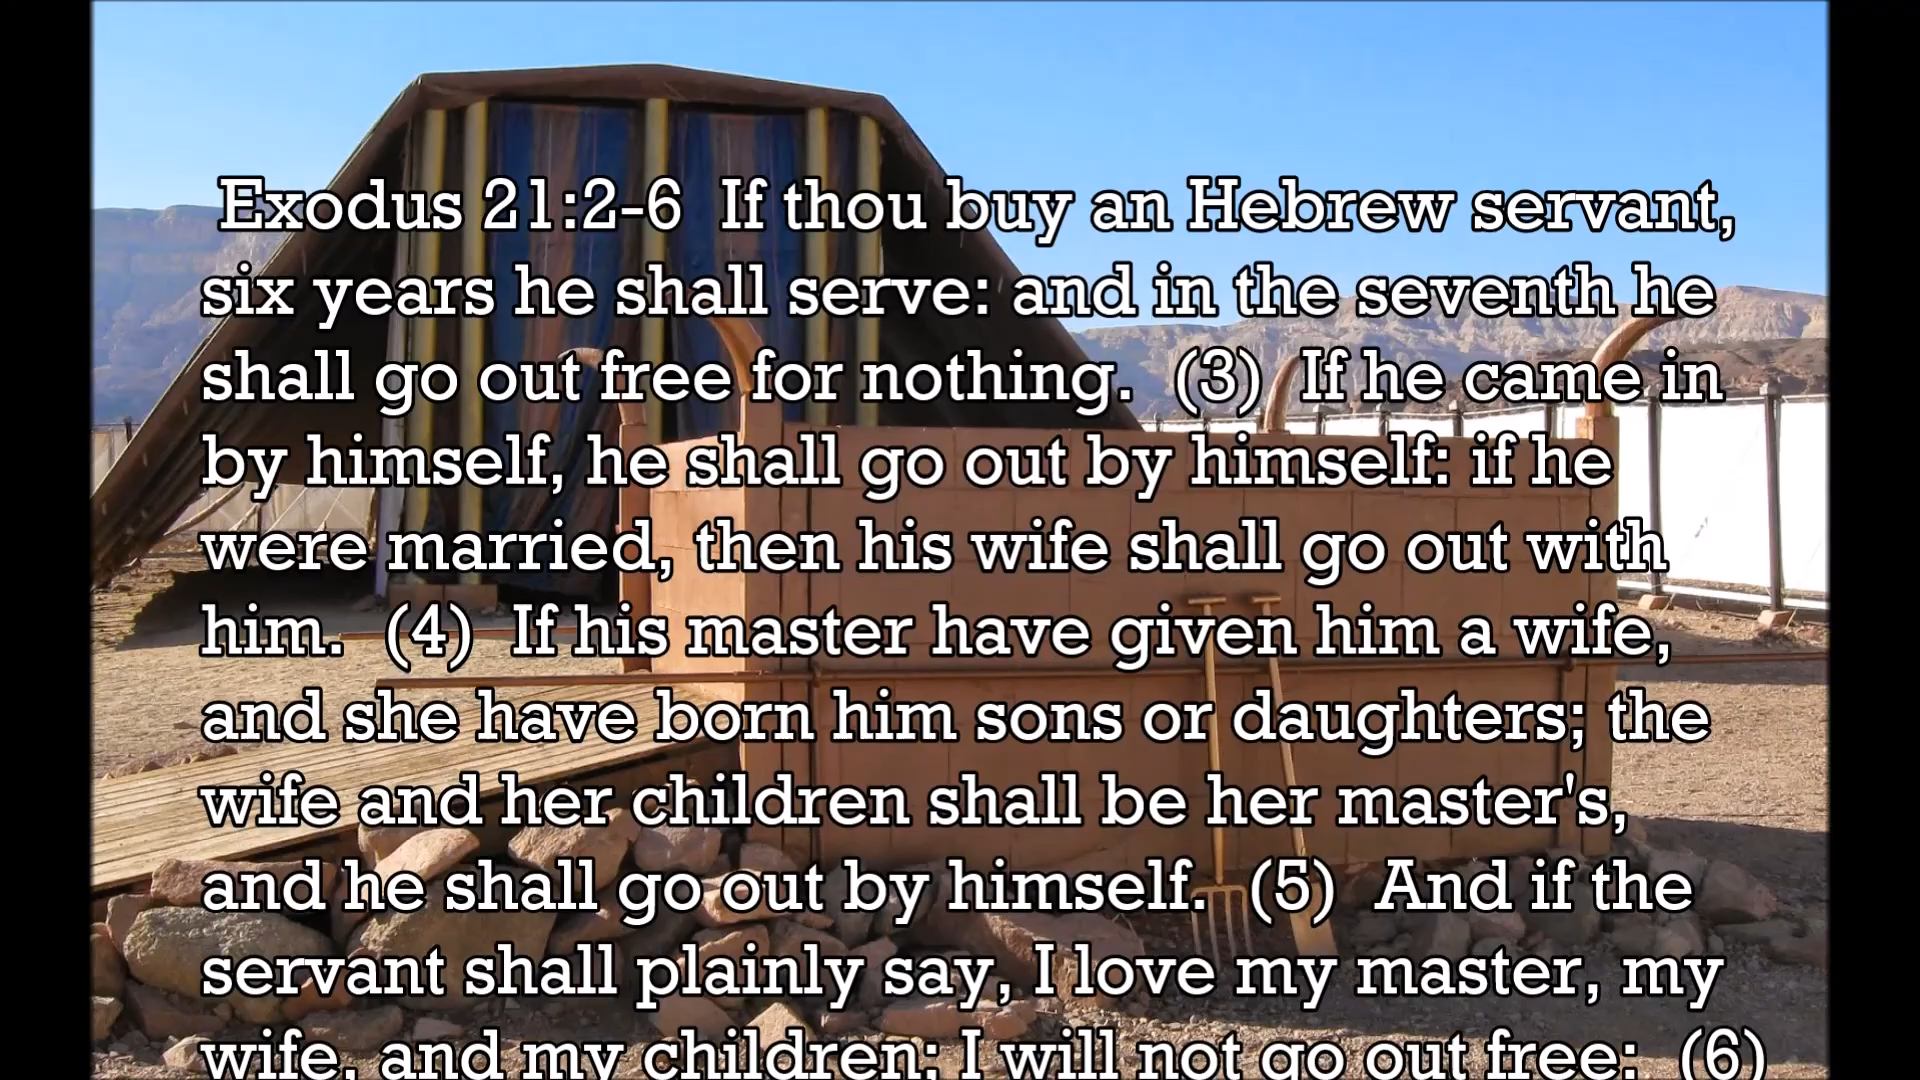 Exodus 21:2-6 If thou buy an Hebrew servant,
six years he shall serve: and in the seventh he
shall go out free for nothing. (3) If he came in
by himself, he shall go out by himself: if he
were married, then his wife shall go out with
him. (4) If his master have given him a wife,
and she have born him sons or daughters; the
wife and her children shall be her master's,
and he shall go out by himself. (5) And if the
servant shall plainly say, I love my master, my
wife, and my children; I will not go out free: (6)